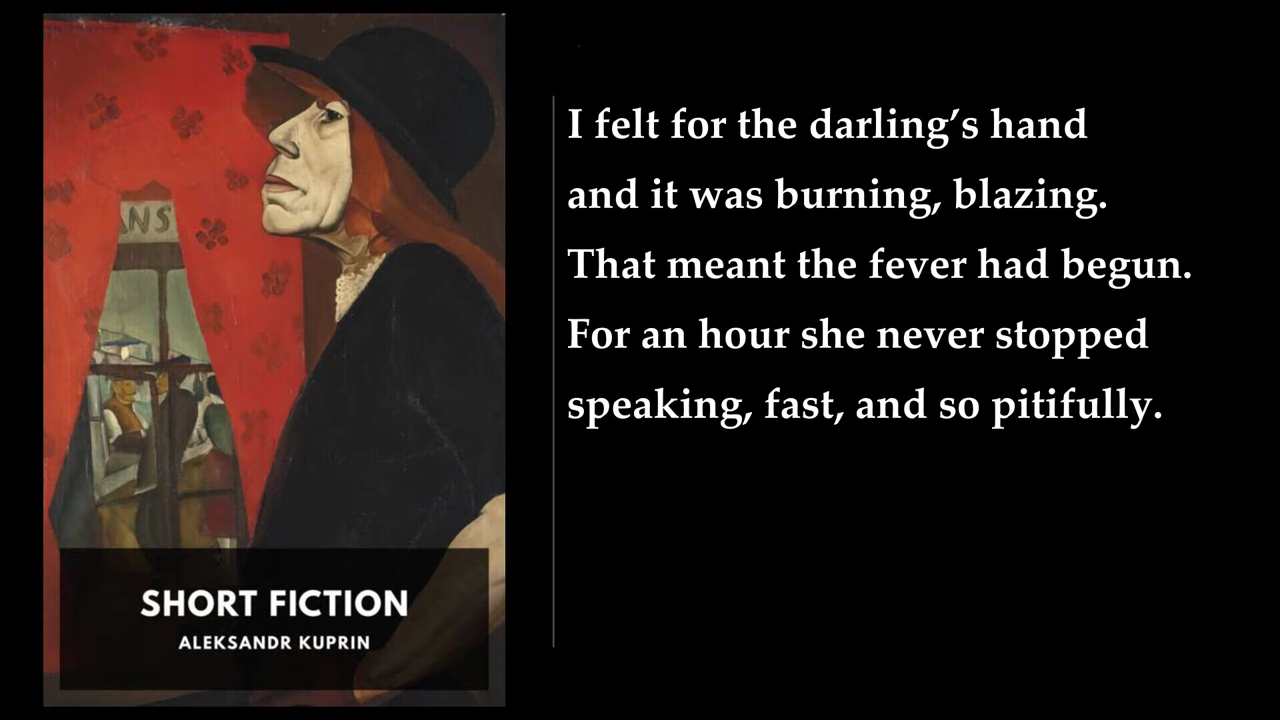 ANS
SHORT FICTION
ALEKSANDR KUPRIN
I felt for the darling’s hand
and it was burning, blazing.
That meant the fever had begun.
For an hour she never stopped
speaking, fast, and so pitifully.